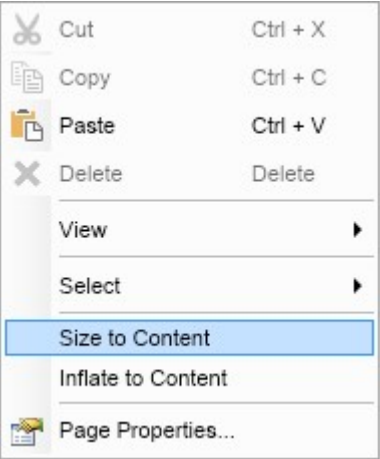 Cut Ctrl + X
Copy Ctrl + C
Paste Ctrl + V
Delete Delete
View
Select
Size to Content
Inflate to Content
Page Properties...